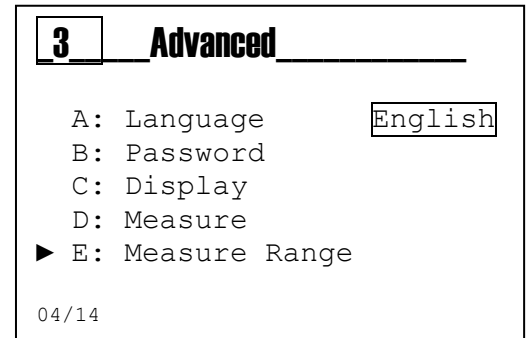 3 Advanced
A: Language English
B: Password
C: Display
D: Measure
► E: Measure Range
04/14